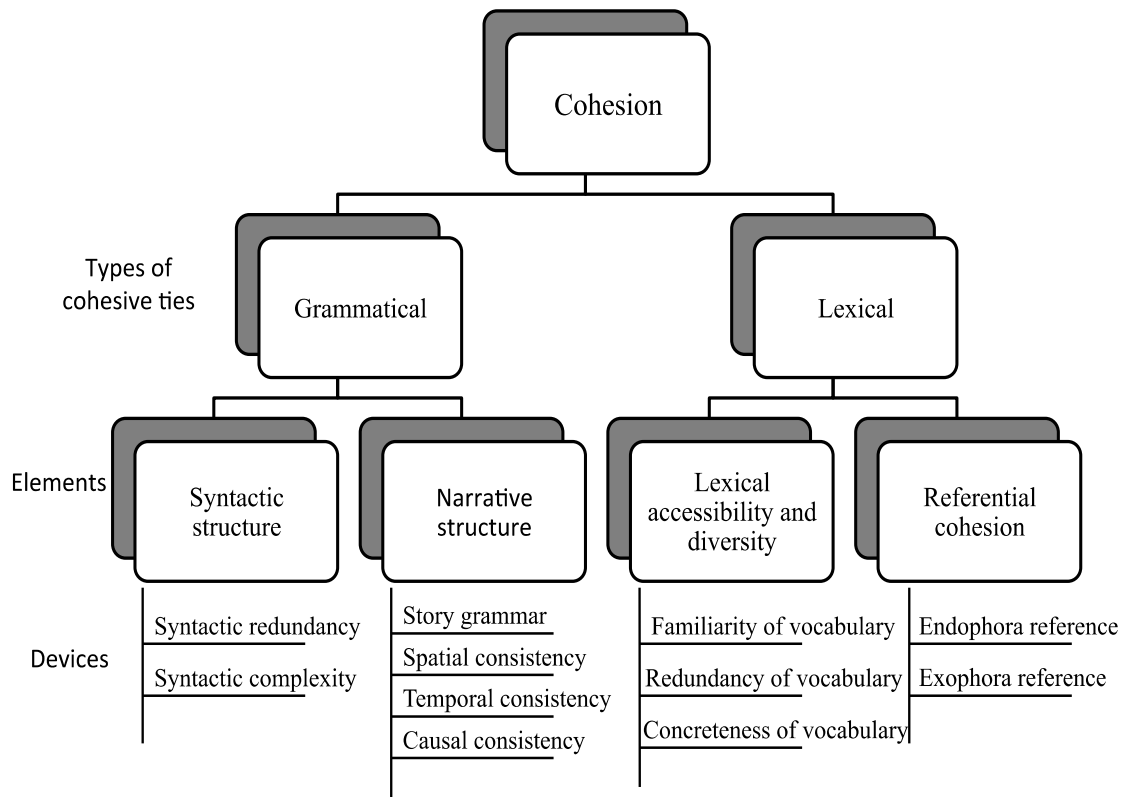 Cohesion
Types of
cohesive ties
Grammatical
Lexical
Elements
Syntactic
structure
Narrative
structure
Lexical
accessibility and
diversity
Referential
cohesion
Devices
Syntactic redundancy
Syntactic complexity
Story grammar
Spatial consistency
Temporal consistency
Causal consistency
Familiarity of vocabulary
Redundancy of vocabulary
Concreteness of vocabulary
Endophora reference
Exophora reference